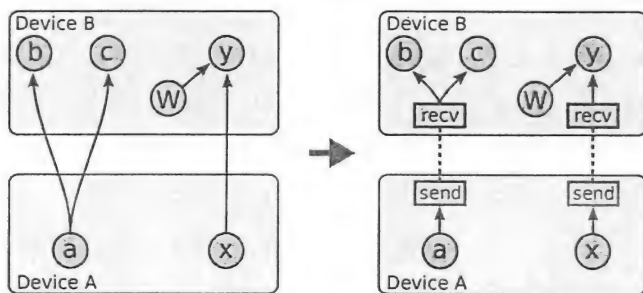 Device B
b c y
W
a x
Device A
Device B
b c y
W
recv recv
send send
a x
Device A